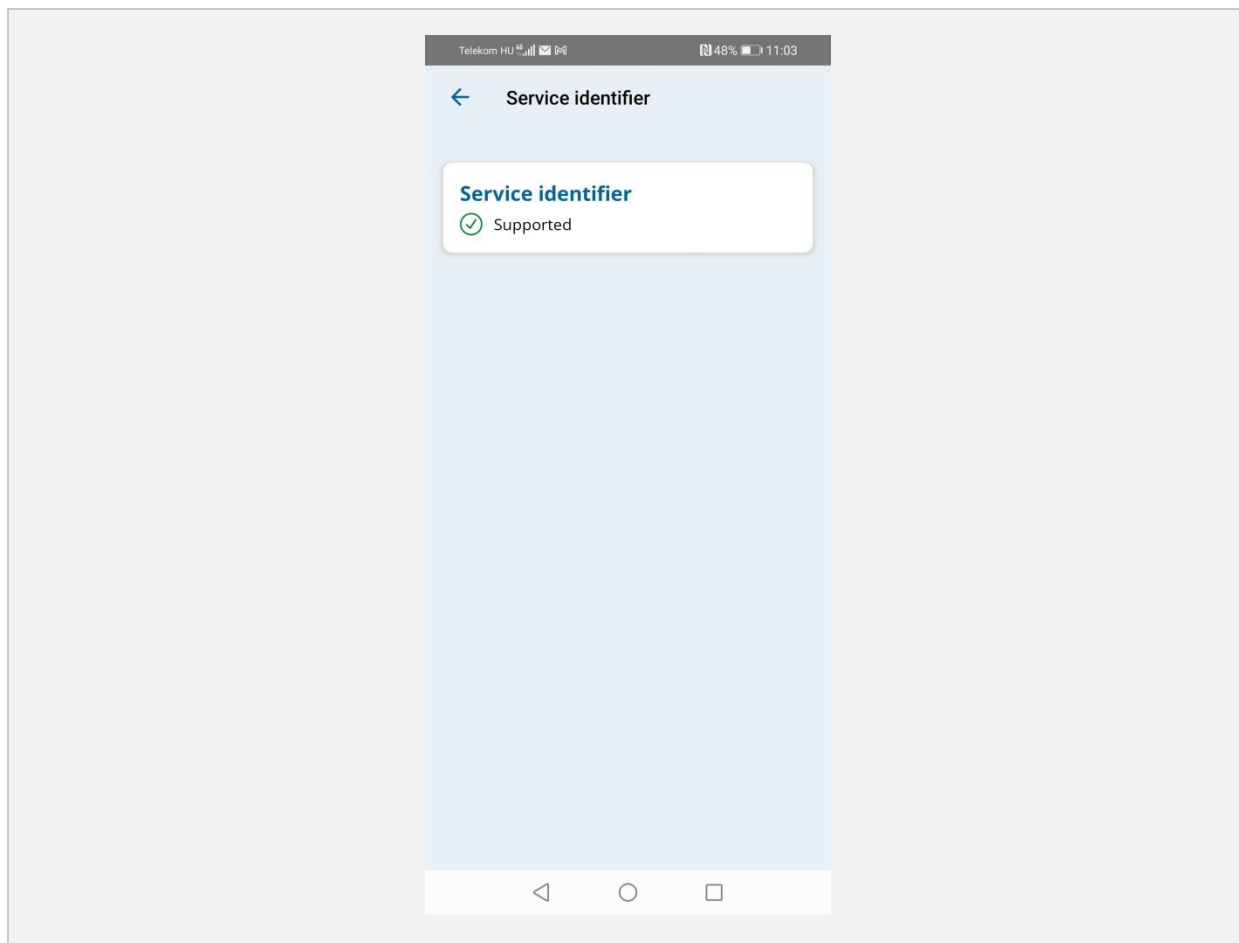 Telekom HU 48% 11:03
Service identifier
Service identifier
Supported